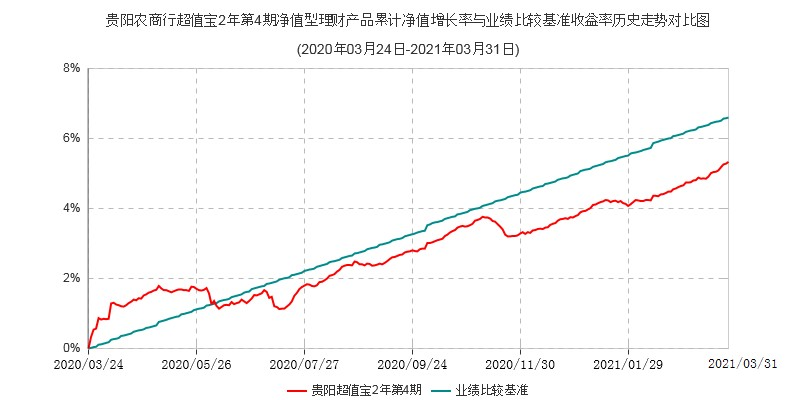 贵阳农商行超值宝2年第4期净值型理财产品累计净值增长率与业绩比较基准收益率历史走势对比图
(2020年03月24日-2021年03月31日)
8%
6%
4%
2%
0%
2020/03/24 2020/05/26 2020/07/27 2020/09/24 2020/11/30 2021/01/29 2021/03/31
贵阳超值宝2年第4期 业绩比较基准